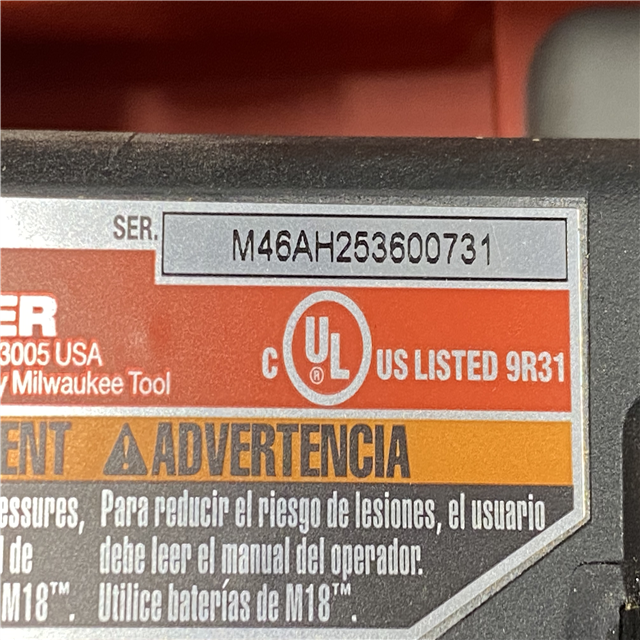 SER. M46AH253600731
ER
3005 USA
y Milwaukee Tool
C UL® US LISTED 9R31
ENT ADVERTENCIA
essures, Para reducir el riesgo de lesiones, el usuario
l de debe leer el manual del operador.
M18™. Utilice baterías de M18™.